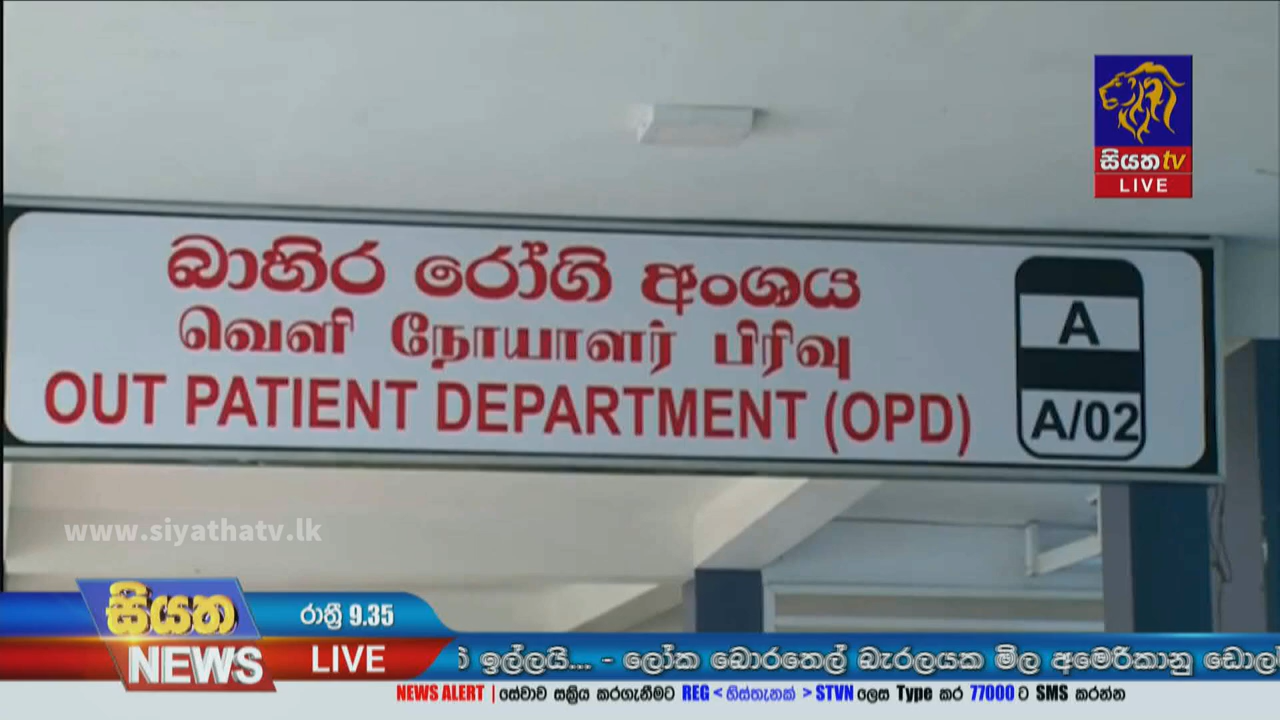 සියත tv
LIVE
බාහිර රෝගි අංශය
வெளி நோயாளர் பிரிவு
OUT PATIENT DEPARTMENT (OPD)
A
A/02
www.siyathatv.lk
සියත
NEWS
රාත්‍රී 9.35
LIVE
ඉල්ලයි... - ලෝක බොරතෙල් බැරලයක මිල අමෙරිකානු
NEWS ALERT | සේවාව සක්‍රිය කරගැනීමට REG < හිස්තැනක් > STVN ලෙස Type කර 77000 ට SMS කරන්න